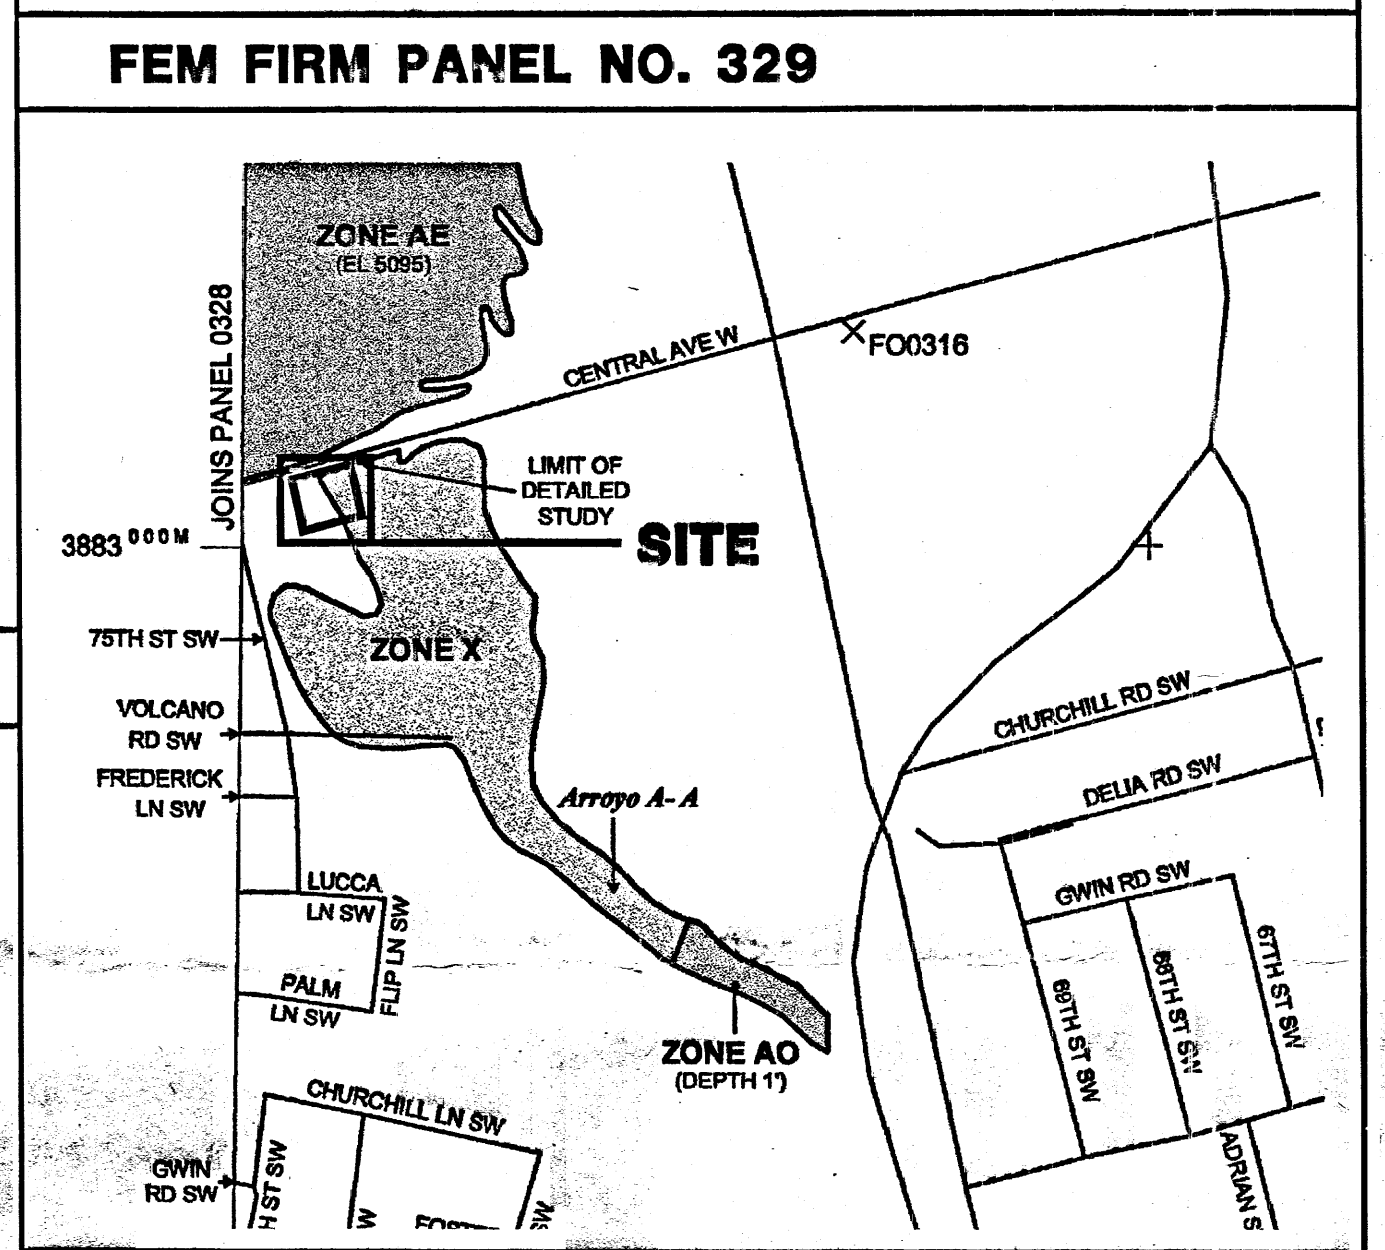 FEM FIRM PANEL NO. 329
ZONE AE
(EL 5095)
JOINS PANEL 0328
CENTRAL AVE W
FO0316
LIMIT OF
DETAILED
STUDY
SITE
3883 000M
75TH ST SW
ZONE X
VOLCANO
RD SW
FREDERICK
LN SW
CHURCHILL RD SW
DELIA RD SW
Arroyo A-A
GWIN RD SW
LUCCA
LN SW
FLIP LN SW
PALM
LN SW
69TH ST SW
68TH ST SW
67TH ST SW
ZONE AO
(DEPTH 1')
CHURCHILL LN SW
GWIN
RD SW
H ST SW
W
SW
ADRIAN S